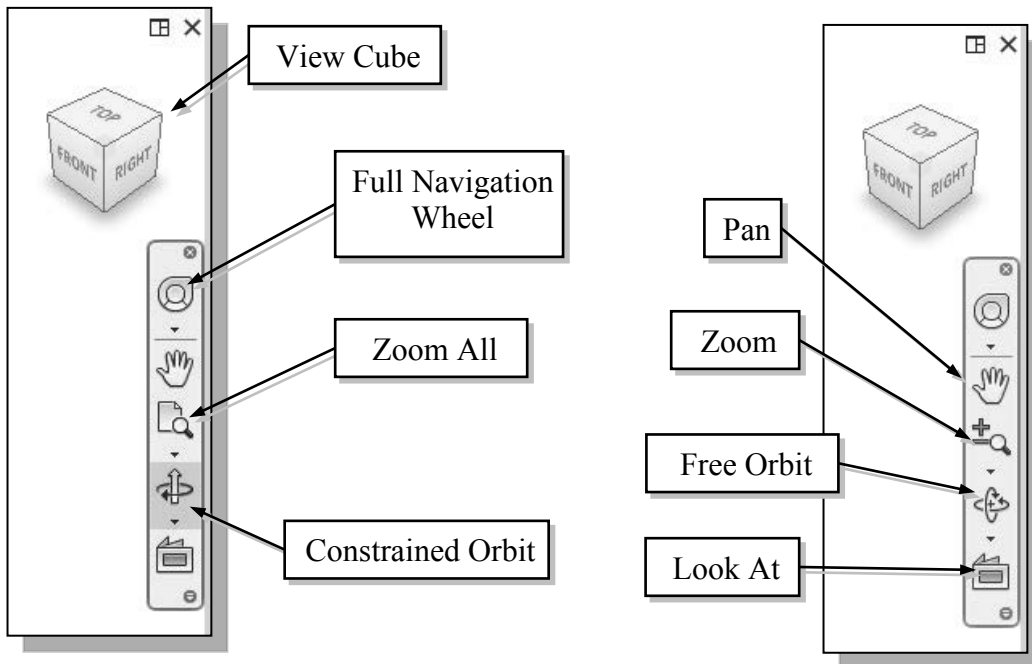 View Cube
TOP
FRONT
RIGHT
Full Navigation
Wheel
Zoom All
Constrained Orbit
TOP
FRONT
RIGHT
Pan
Zoom
Free Orbit
Look At